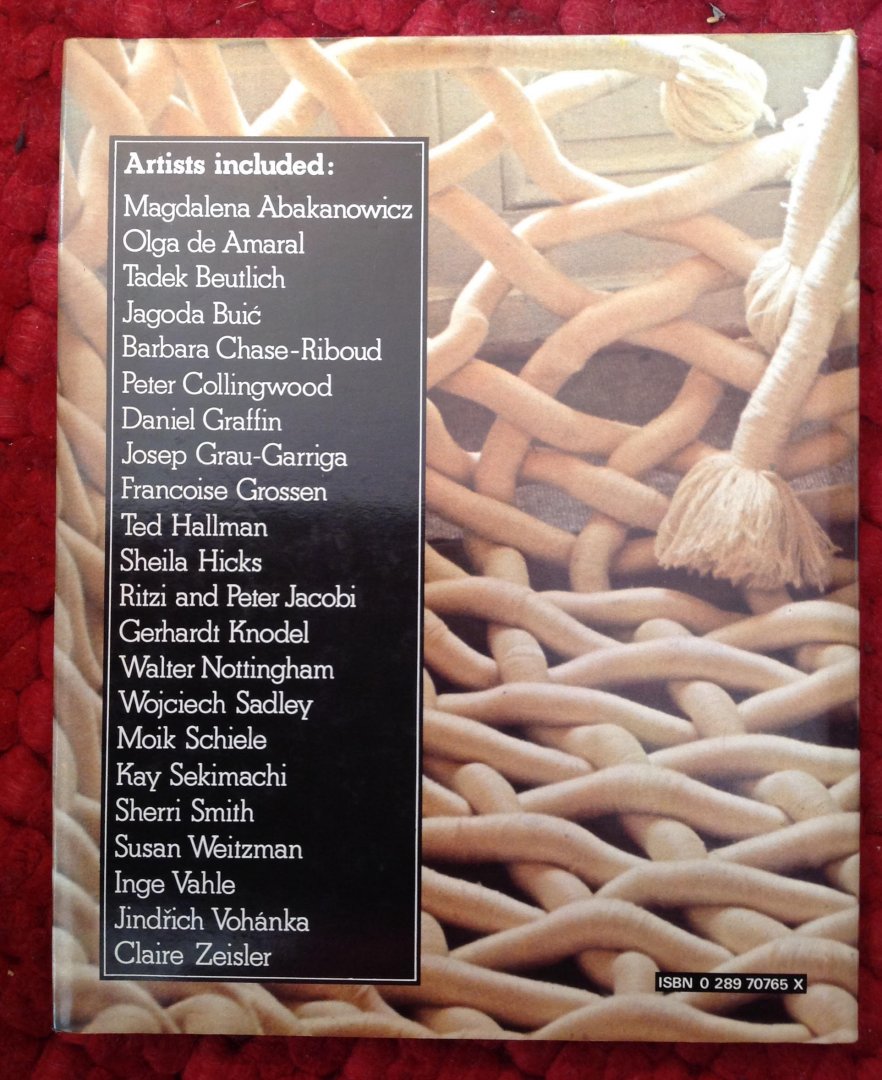 Artists included:
Magdalena Abakanowicz
Olga de Amaral
Tadek Beutlich
Jagoda Buić
Barbara Chase-Riboud
Peter Collingwood
Daniel Graffin
Josep Grau-Garriga
Francoise Grossen
Ted Hallman
Sheila Hicks
Ritzi and Peter Jacobi
Gerhardt Knodel
Walter Nottingham
Wojciech Sadley
Moik Schiele
Kay Sekimachi
Sherri Smith
Susan Weitzman
Inge Vahle
Jindřich Vohánka
Claire Zeisler
ISBN 0 289 70765 X